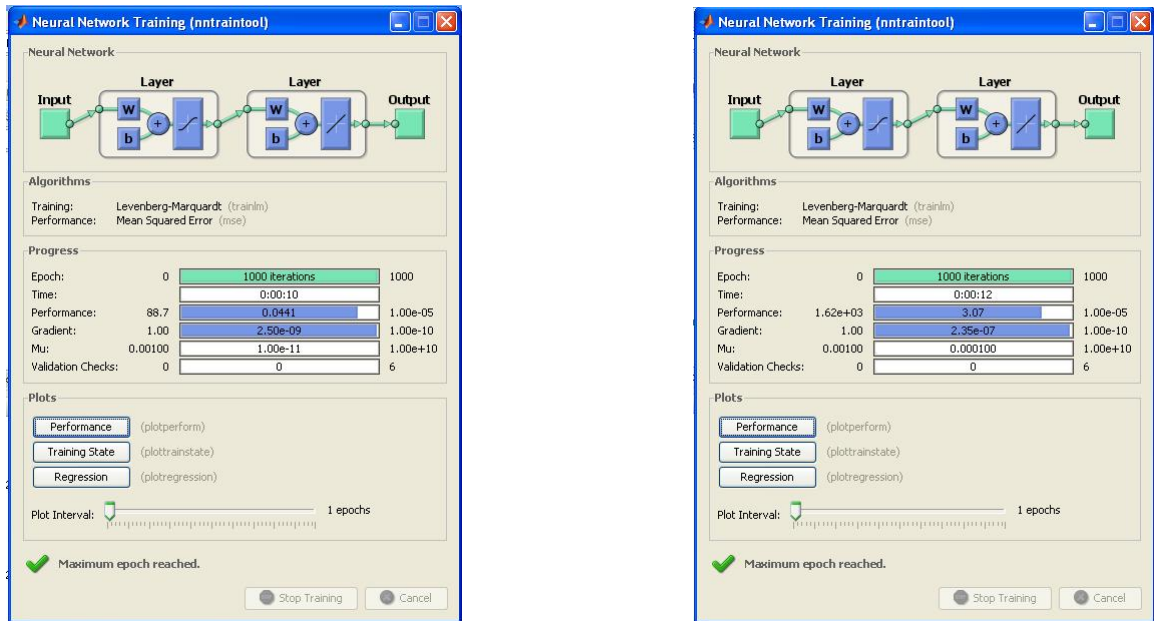 Neural Network Training (nntraintool)
Neural Network
Layer Layer
Input Output
W W
b b
Algorithms
Training: Levenberg-Marquardt (trainlm)
Performance: Mean Squared Error (mse)
Progress
Epoch: 0 1000 iterations 1000
Time: 0:00:10
Performance: 88.7 0.0441 1.00e-05
Gradient: 1.00 2.50e-09 1.00e-10
Mu: 0.00100 1.00e-11 1.00e+10
Validation Checks: 0 0 6
Plots
Performance (plotperform)
Training State (plottrainstate)
Regression (plotregression)
Plot Interval: 1 epochs
Maximum epoch reached.
Stop Training Cancel
Neural Network Training (nntraintool)
Neural Network
Layer Layer
Input Output
W W
b b
Algorithms
Training: Levenberg-Marquardt (trainlm)
Performance: Mean Squared Error (mse)
Progress
Epoch: 0 1000 iterations 1000
Time: 0:00:12
Performance: 1.62e+03 3.07 1.00e-05
Gradient: 1.00 2.35e-07 1.00e-10
Mu: 0.00100 0.000100 1.00e+10
Validation Checks: 0 0 6
Plots
Performance (plotperform)
Training State (plottrainstate)
Regression (plotregression)
Plot Interval: 1 epochs
Maximum epoch reached.
Stop Training Cancel